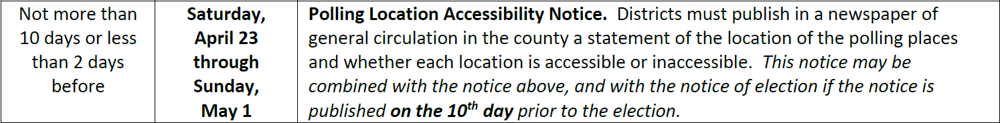 Not more than
10 days or less
than 2 days
before
Saturday,
April 23
through
Sunday,
May 1
Polling Location Accessibility Notice.  Districts must publish in a newspaper of
general circulation in the county a statement of the location of the polling places
and whether each location is accessible or inaccessible.  This notice may be
combined with the notice above, and with the notice of election if the notice is
published on the 10th day prior to the election.